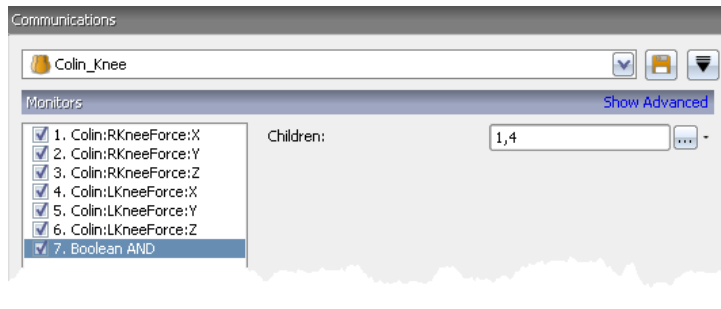 Communications
Colin_Knee
Monitors Show Advanced
1. Colin:RKneeForce:X
2. Colin:RKneeForce:Y
3. Colin:RKneeForce:Z
4. Colin:LKneeForce:X
5. Colin:LKneeForce:Y
6. Colin:LKneeForce:Z
7. Boolean AND
Children: 1,4 ...